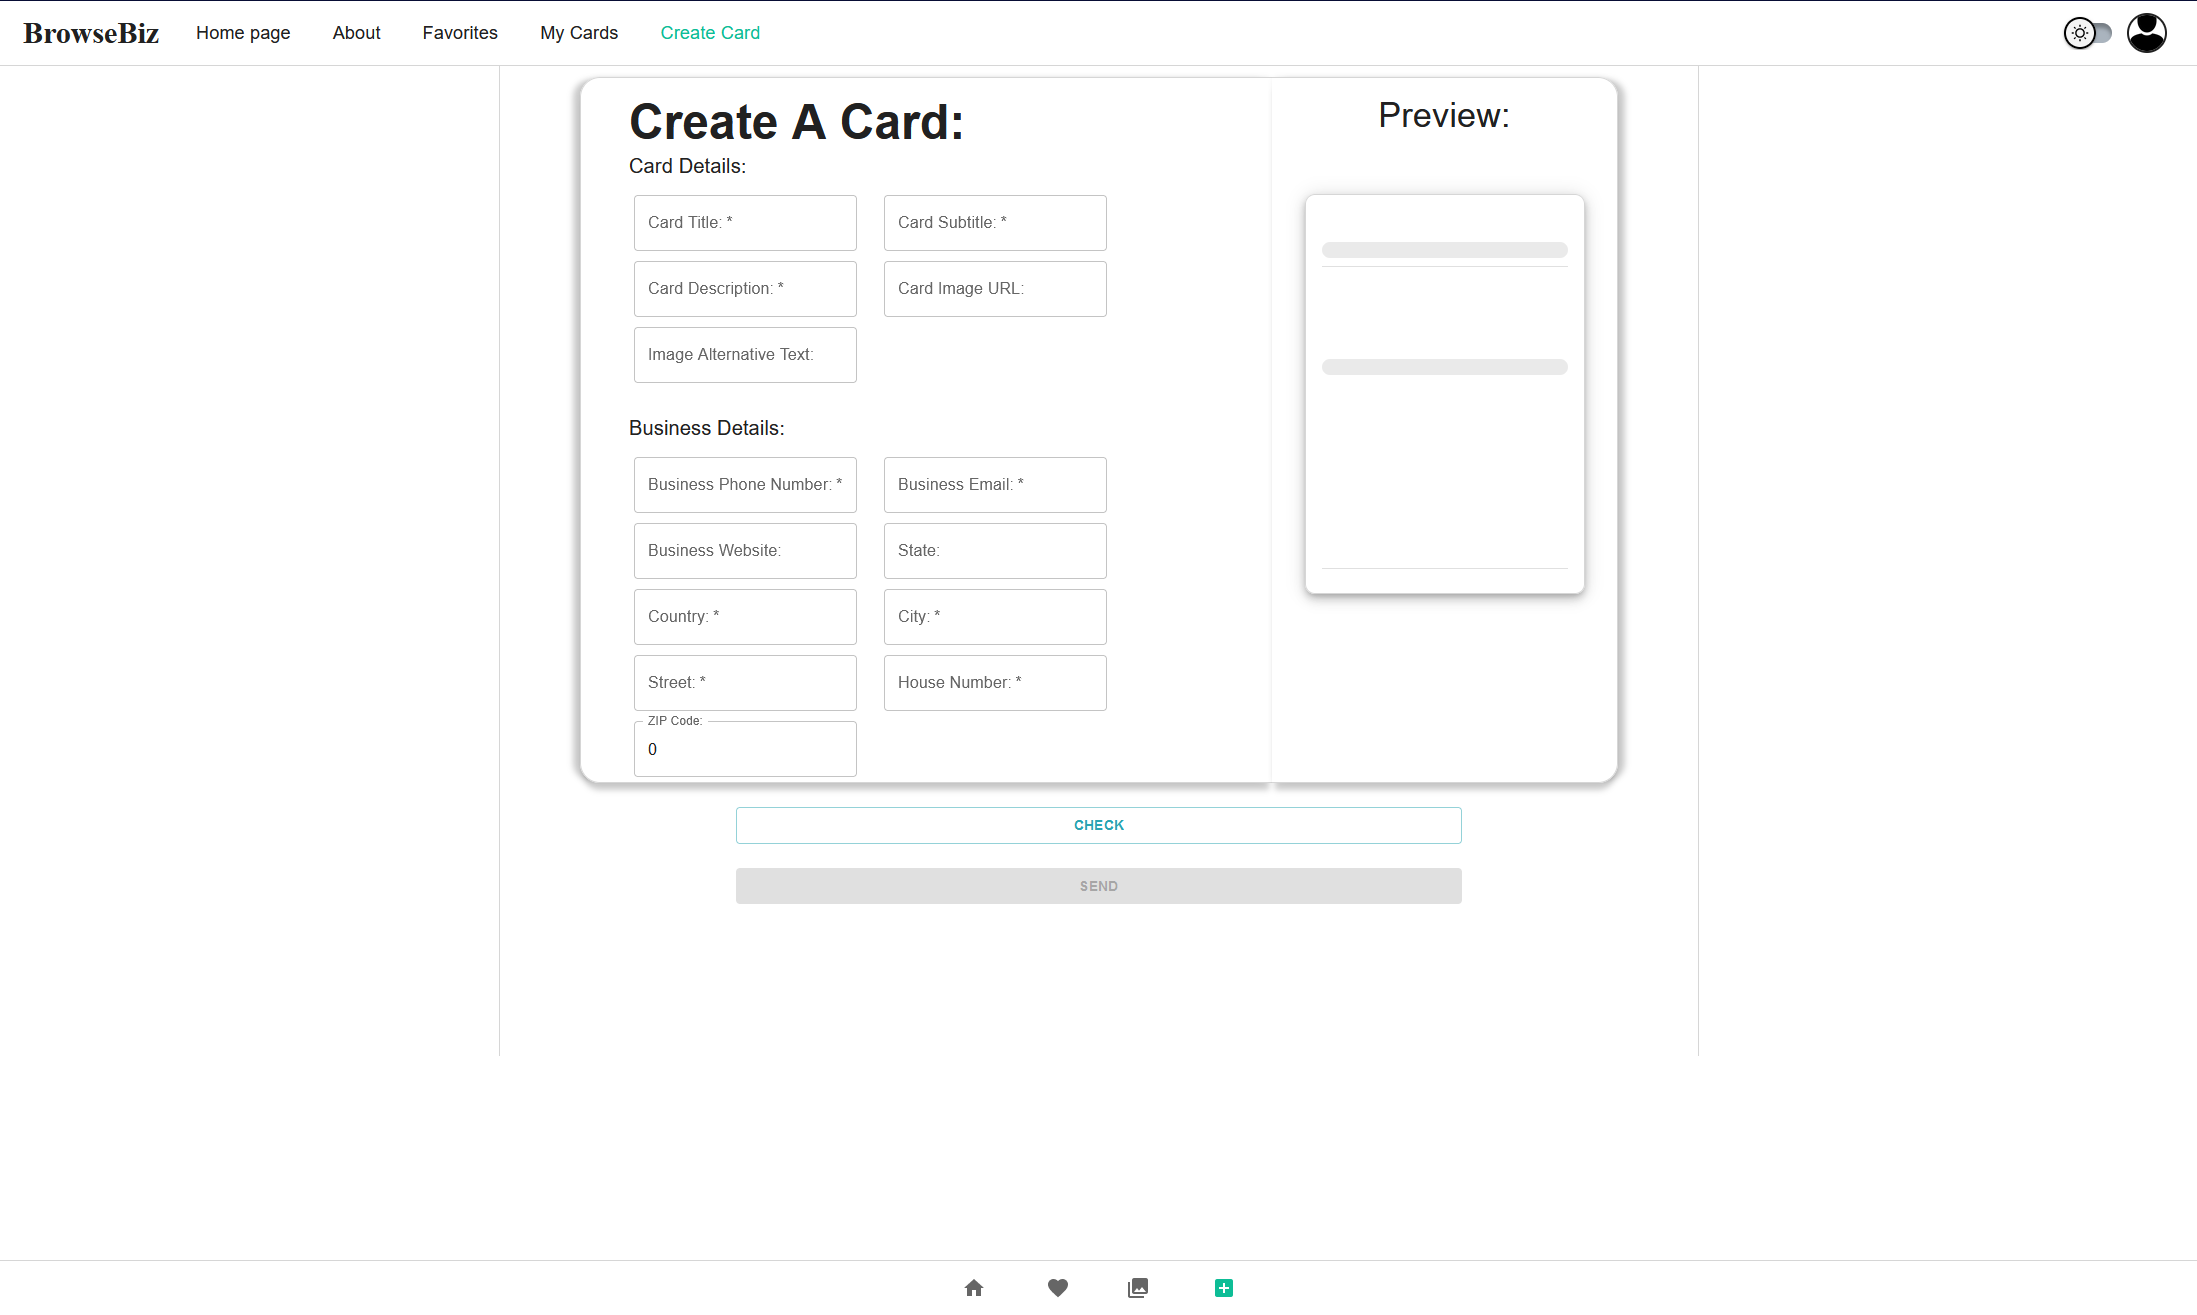 BrowseBiz Home page About Favorites My Cards Create Card
Create A Card:
Card Details:
Card Title: * Card Subtitle: *
Card Description: * Card Image URL:
Image Alternative Text:
Business Details:
Business Phone Number: * Business Email: *
Business Website: State:
Country: * City: *
Street: * House Number: *
ZIP Code:
0
Preview:
CHECK
SEND